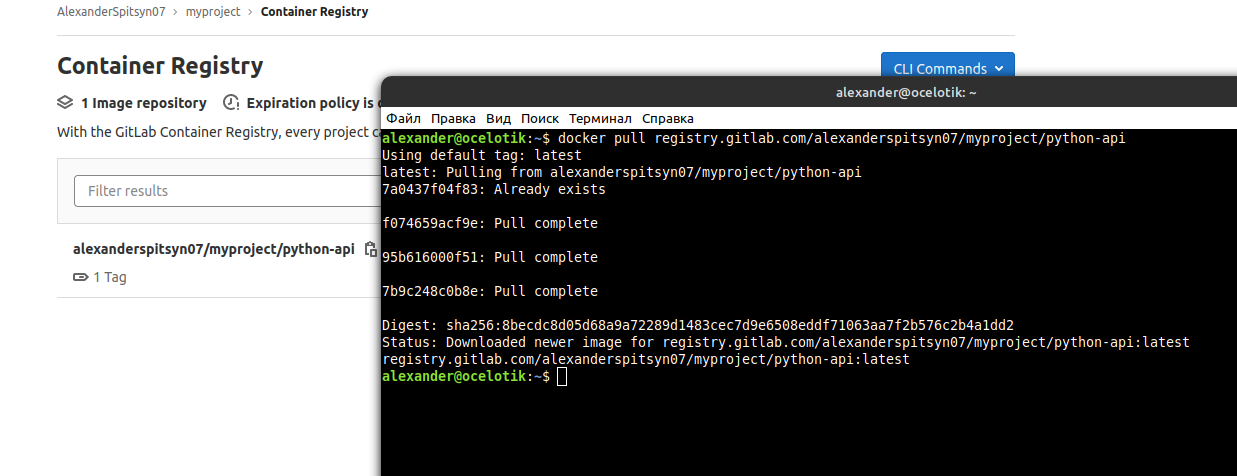 AlexanderSpitsyn07 › myproject › Container Registry
Container Registry
CLI Commands
1 Image repository Expiration policy is
With the GitLab Container Registry, every project
Filter results
alexanderspitsyn07/myproject/python-api
1 Tag
alexander@ocelotik: ~
Файл Правка Вид Поиск Терминал Справка
alexander@ocelotik:~$ docker pull registry.gitlab.com/alexanderspitsyn07/myproject/python-api
Using default tag: latest
latest: Pulling from alexanderspitsyn07/myproject/python-api
7a0437f04f83: Already exists
f074659acf9e: Pull complete
95b616000f51: Pull complete
7b9c248c0b8e: Pull complete
Digest: sha256:8becdc8d05d68a9a72289d1483cec7d9e6508eddf71063aa7f2b576c2b4a1dd2
Status: Downloaded newer image for registry.gitlab.com/alexanderspitsyn07/myproject/python-api:latest
registry.gitlab.com/alexanderspitsyn07/myproject/python-api:latest
alexander@ocelotik:~$